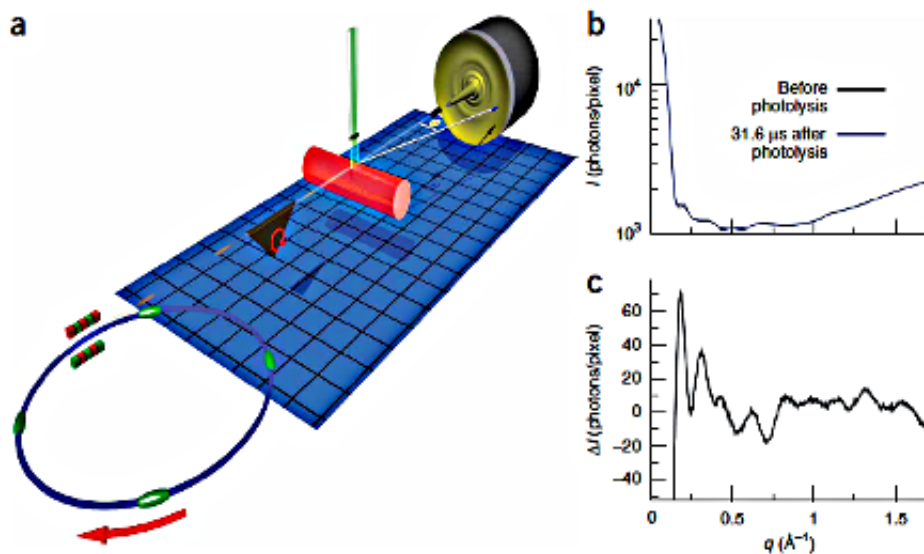 a
b
I (photons/pixel)
10⁴
10³
Before
photolysis
31.6 μs after
photolysis
c
ΔI (photons/pixel)
60
40
20
0
−20
−40
0
0.5
1
1.5
q (Å⁻¹)